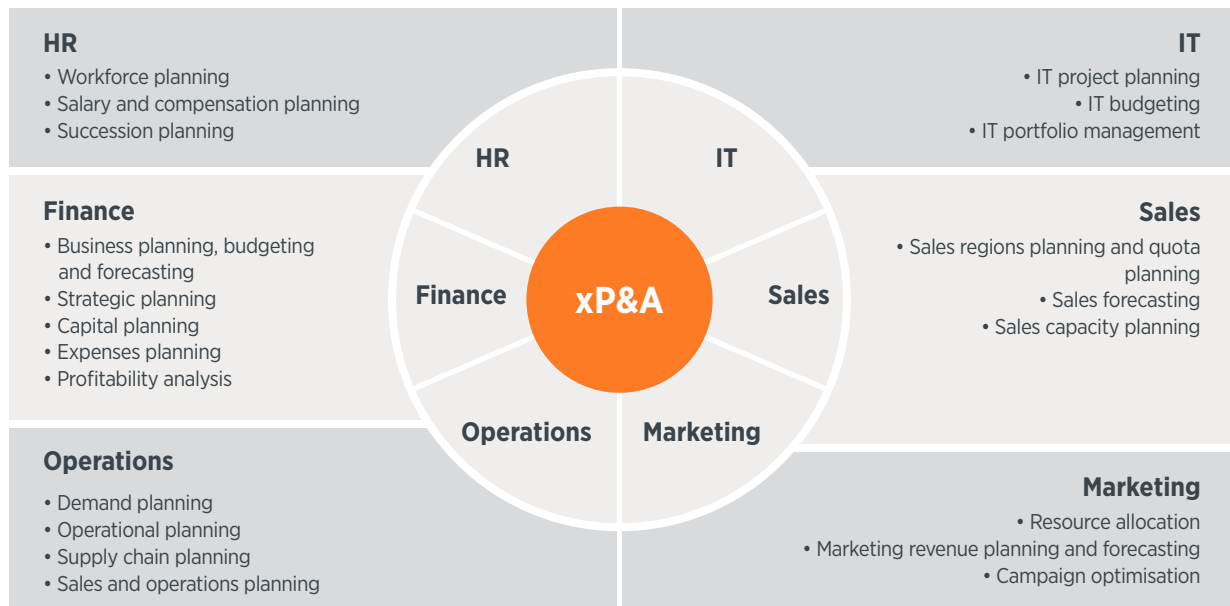 HR
• Workforce planning
• Salary and compensation planning
• Succession planning
IT
• IT project planning
• IT budgeting
• IT portfolio management
Finance
• Business planning, budgeting
and forecasting
• Strategic planning
• Capital planning
• Expenses planning
• Profitability analysis
HR
IT
Finance
xP&A
Sales
Operations
Marketing
Sales
• Sales regions planning and quota
planning
• Sales forecasting
• Sales capacity planning
Operations
• Demand planning
• Operational planning
• Supply chain planning
• Sales and operations planning
Marketing
• Resource allocation
• Marketing revenue planning and forecasting
• Campaign optimisation